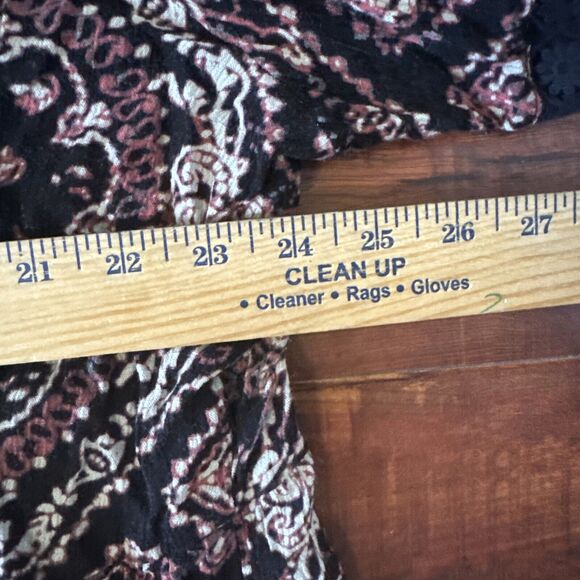 21 22 23 24 25 26 27
CLEAN UP
• Cleaner • Rags • Gloves